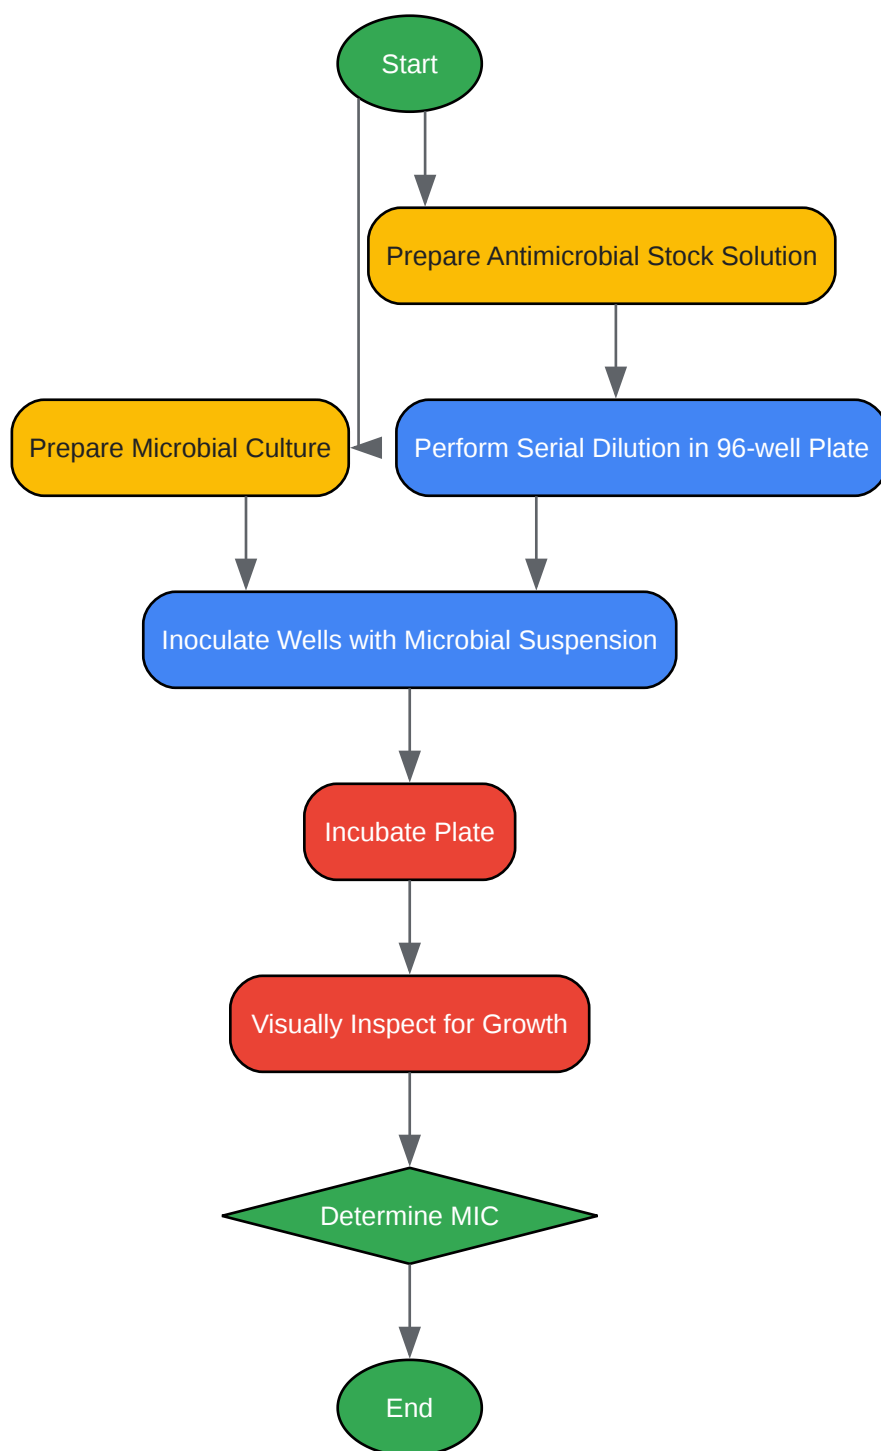 Start
Prepare Antimicrobial Stock Solution
Prepare Microbial Culture
Perform Serial Dilution in 96-well Plate
Inoculate Wells with Microbial Suspension
Incubate Plate
Visually Inspect for Growth
Determine MIC
End